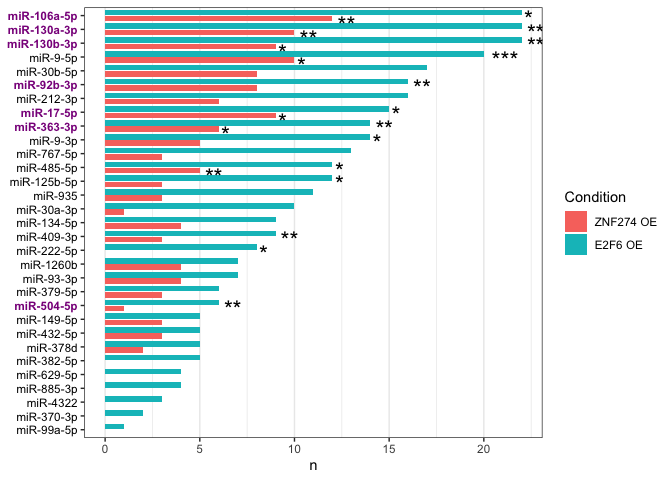 miR-106a-5p * **
miR-130a-3p ** **
miR-130b-3p ** *
miR-9-5p *** *
miR-30b-5p
miR-92b-3p **
miR-212-3p
miR-17-5p * *
miR-363-3p ** *
miR-9-3p *
miR-767-5p
miR-485-5p * **
miR-125b-5p *
miR-935
miR-30a-3p
miR-134-5p
miR-409-3p **
miR-222-5p *
miR-1260b
miR-93-3p
miR-379-5p
miR-504-5p **
miR-149-5p
miR-432-5p
miR-378d
miR-382-5p
miR-629-5p
miR-885-3p
miR-4322
miR-370-3p
miR-99a-5p
0 5 10 15 20
n
Condition
ZNF274 OE
E2F6 OE